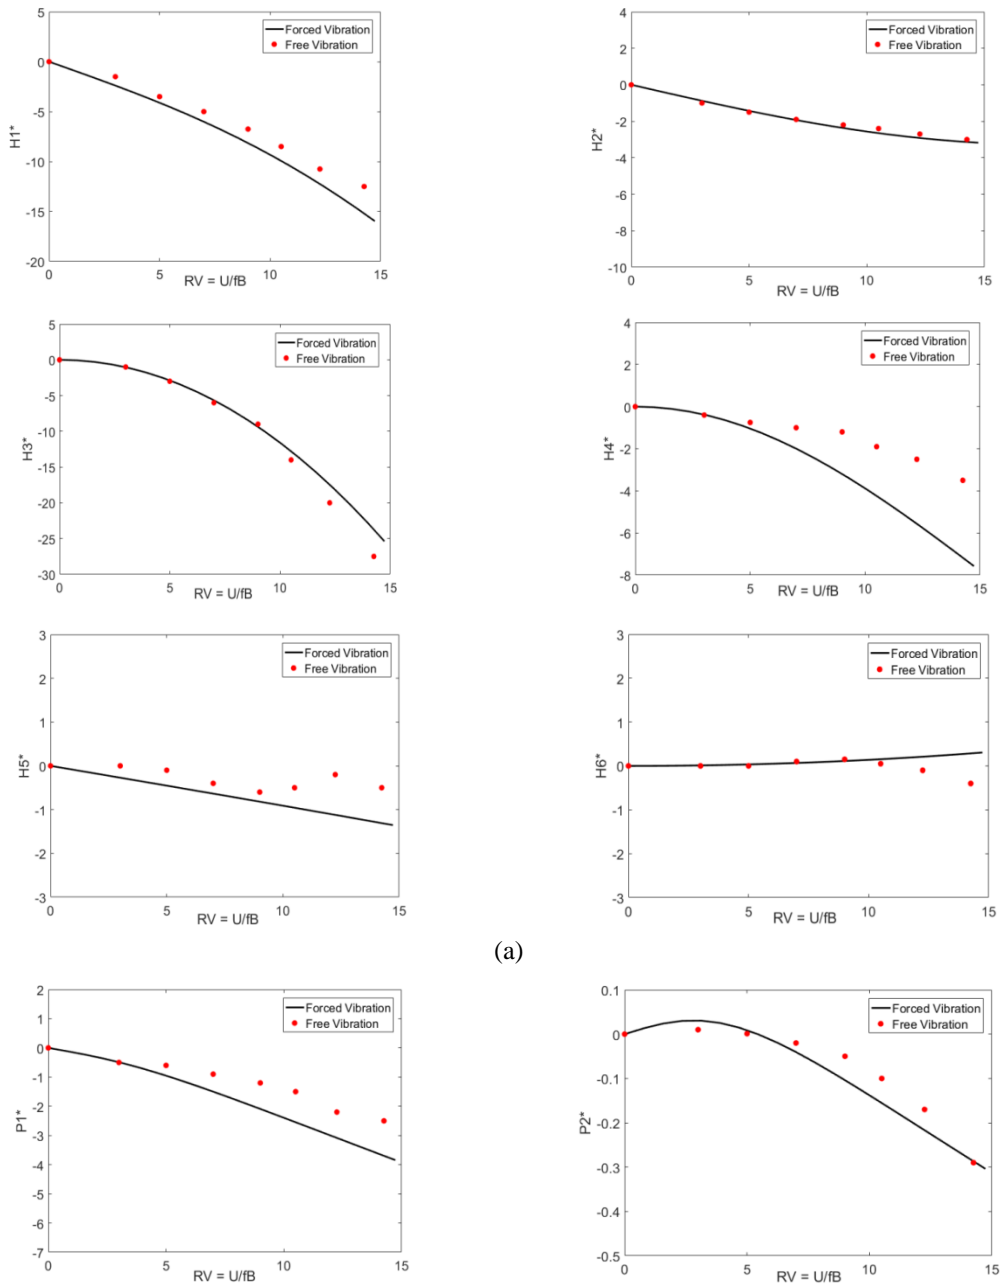 5
0
-5
-10
-15
-20
H1*
0 5 10 15
RV = U/fB
Forced Vibration
Free Vibration
4
2
0
-2
-4
-6
-8
-10
H2*
0 5 10 15
RV = U/fB
Forced Vibration
Free Vibration
5
0
-5
-10
-15
-20
-25
-30
H3*
0 5 10 15
RV = U/fB
Forced Vibration
Free Vibration
4
2
0
-2
-4
-6
-8
H4*
0 5 10 15
RV = U/fB
Forced Vibration
Free Vibration
3
2
1
0
-1
-2
-3
H5*
0 5 10 15
RV = U/fB
Forced Vibration
Free Vibration
3
2
1
0
-1
-2
-3
H6*
0 5 10 15
RV = U/fB
Forced Vibration
Free Vibration
(a)
2
1
0
-1
-2
-3
-4
-5
-6
-7
P1*
0 5 10 15
RV = U/fB
Forced Vibration
Free Vibration
0.1
0
-0.1
-0.2
-0.3
-0.4
-0.5
P2*
0 5 10 15
RV = U/fB
Forced Vibration
Free Vibration